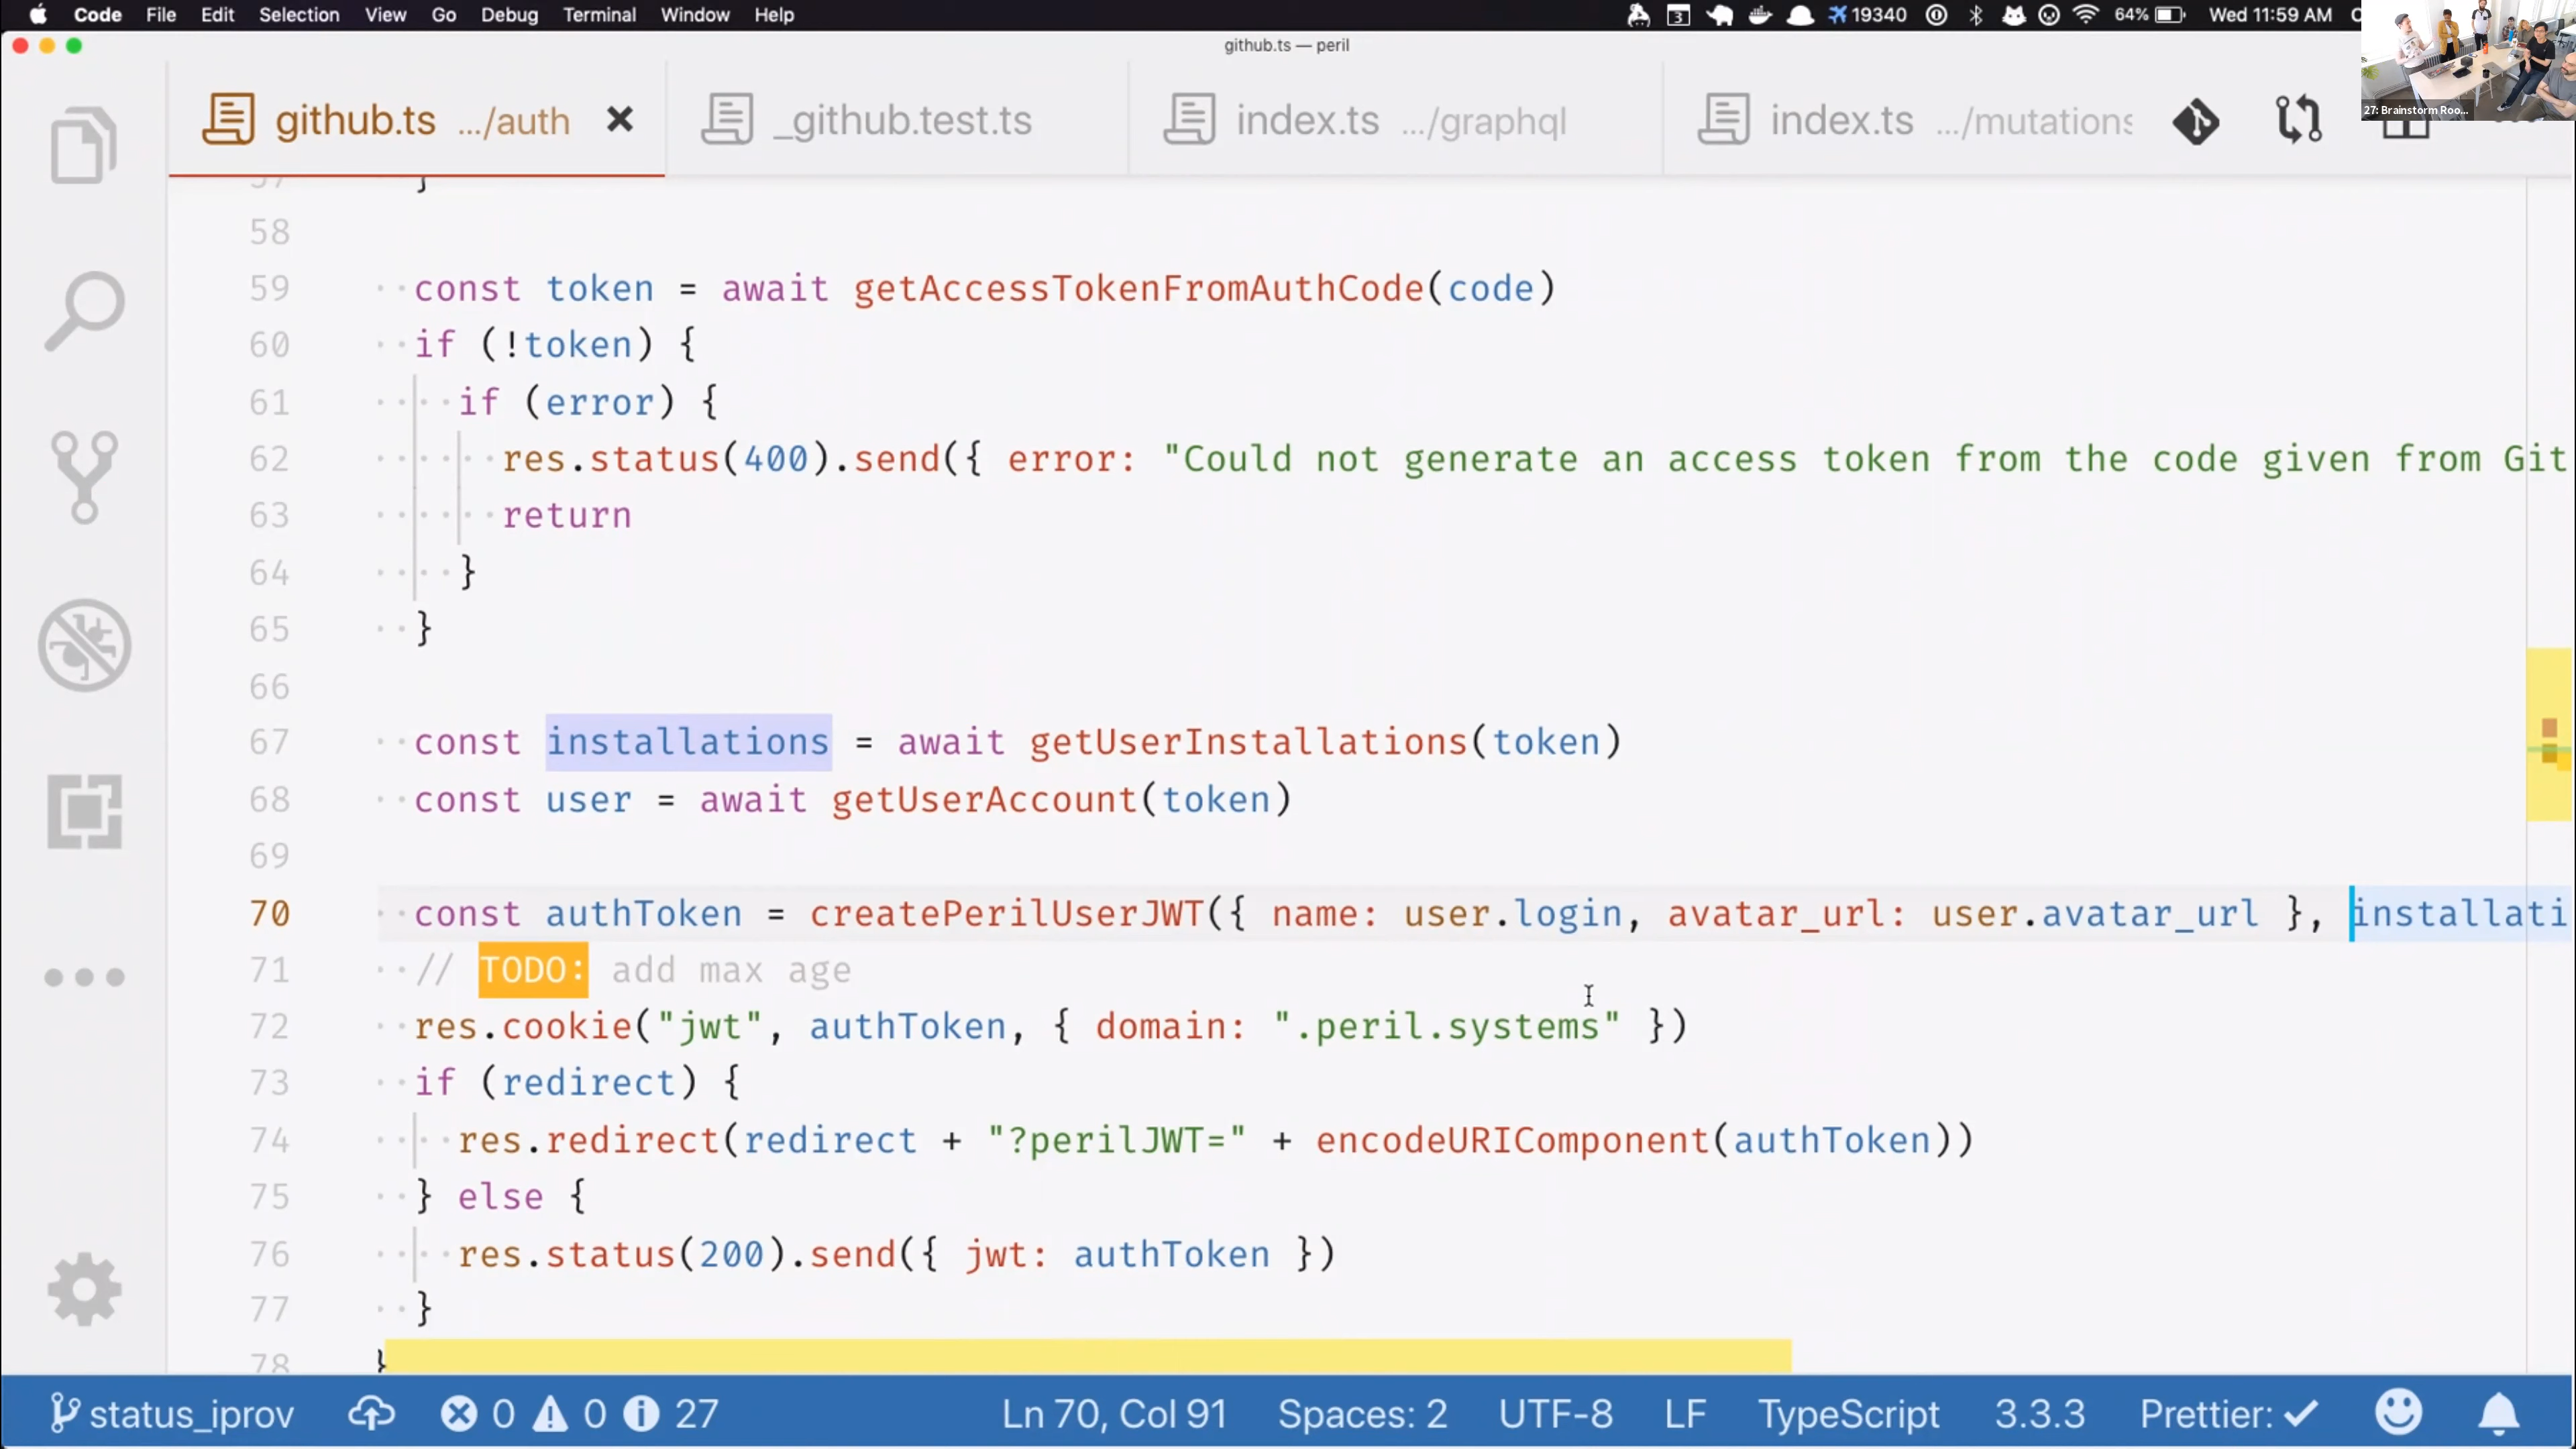 Code File Edit Selection View Go Debug Terminal Window Help 3 19340 64% Wed 11:59 AM
github.ts — peril
27: Brainstorm Roo...
github.ts .../auth _github.test.ts index.ts .../graphql index.ts .../mutations
57 }
58
59 const token = await getAccessTokenFromAuthCode(code)
60 if (!token) {
61 if (error) {
62 res.status(400).send({ error: "Could not generate an access token from the code given from Git
63 return
64 }
65 }
66
67 const installations = await getUserInstallations(token)
68 const user = await getUserAccount(token)
69
70 const authToken = createPerilUserJWT({ name: user.login, avatar_url: user.avatar_url }, installati
71 // TODO: add max age
72 res.cookie("jwt", authToken, { domain: ".peril.systems" })
73 if (redirect) {
74 res.redirect(redirect + "?perilJWT=" + encodeURIComponent(authToken))
75 } else {
76 res.status(200).send({ jwt: authToken })
77 }
78 }
status_iprov 0 0 27 Ln 70, Col 91 Spaces: 2 UTF-8 LF TypeScript 3.3.3 Prettier: ✓